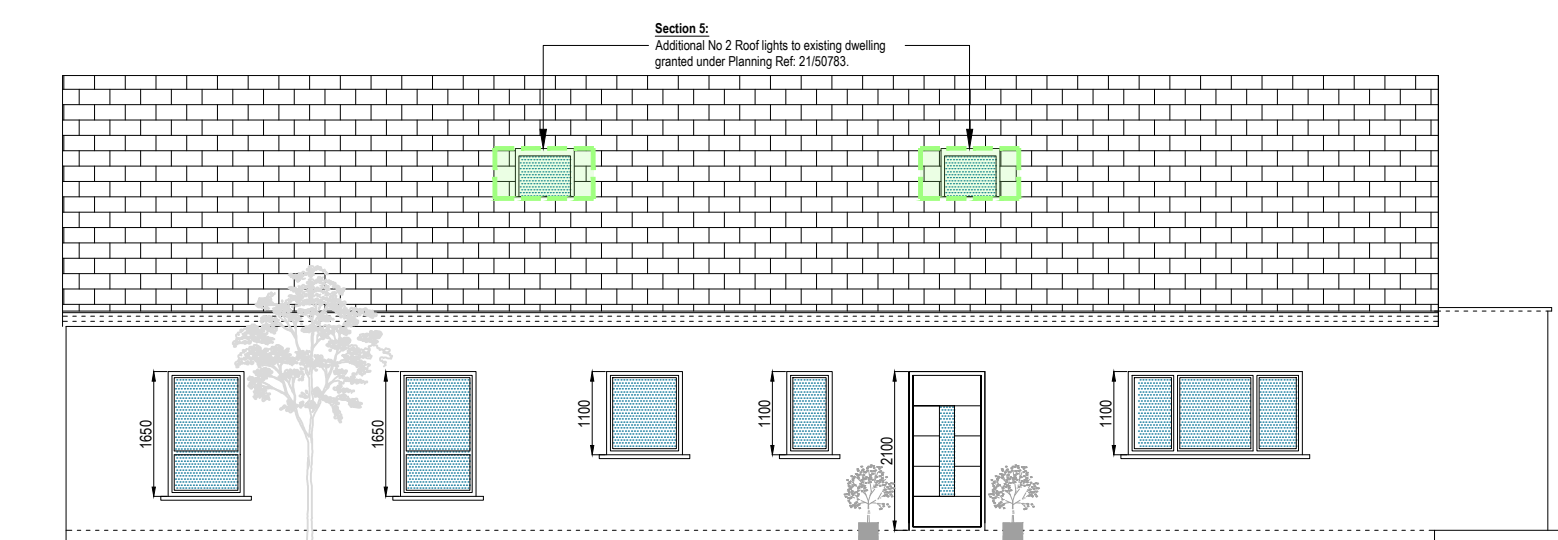 Section 5:
Additional No 2 Roof lights to existing dwelling
granted under Planning Ref: 21/50783.
1650
1650
1100
1100
2100
1100